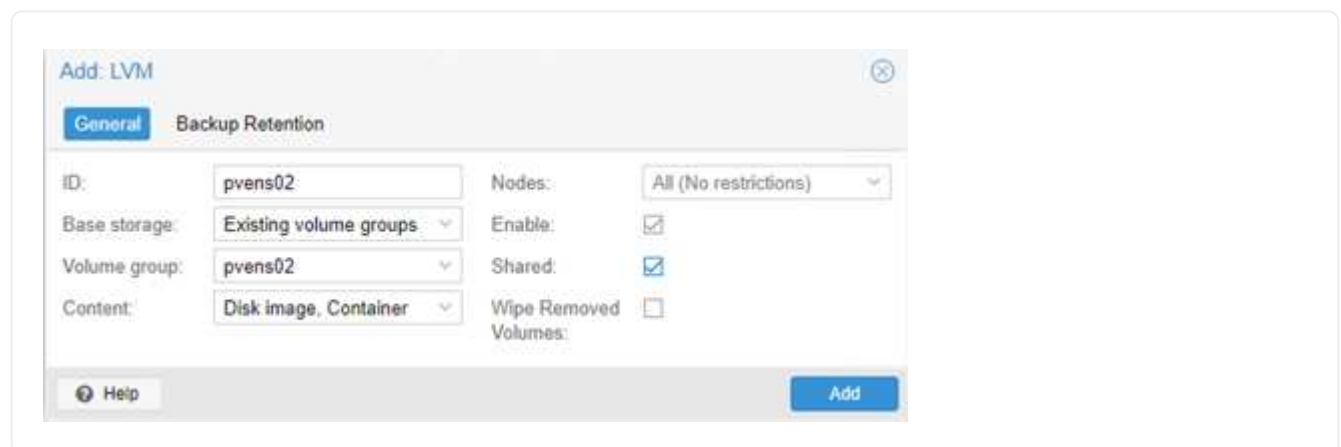 Add: LVM
General Backup Retention
ID: pvens02 Nodes: All (No restrictions)
Base storage: Existing volume groups Enable:
Volume group: pvens02 Shared:
Content: Disk image, Container Wipe Removed
Volumes:
Help Add